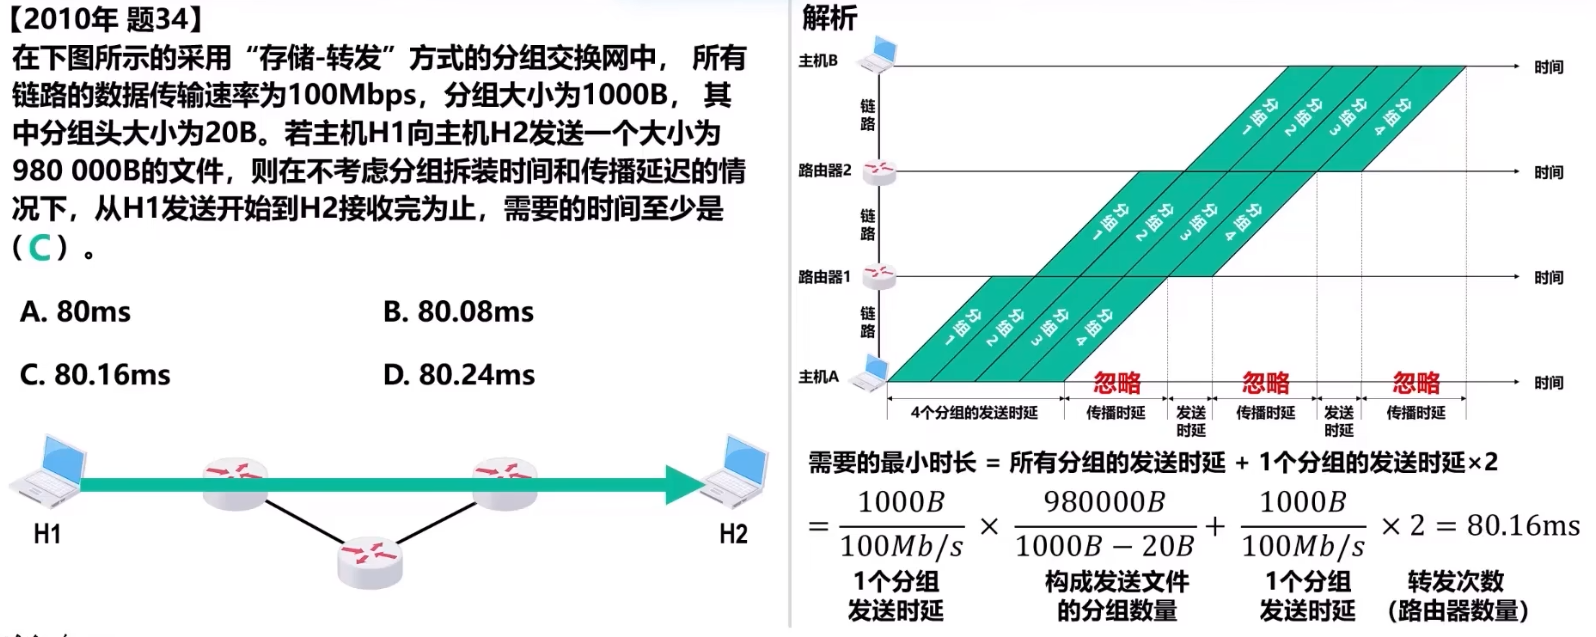 【2010年 题34】
在下图所示的采用“存储-转发”方式的分组交换网中， 所有
链路的数据传输速率为100Mbps，分组大小为1000B， 其
中分组头大小为20B。若主机H1向主机H2发送一个大小为
980 000B的文件，则在不考虑分组拆装时间和传播延迟的情
况下，从H1发送开始到H2接收完为止，需要的时间至少是
（ C ）。
A. 80ms
B. 80.08ms
C. 80.16ms
D. 80.24ms
H1
H2
解析
主机B
时间
链路
分组1
分组2
分组3
分组4
路由器2
时间
链路
分组1
分组2
分组3
分组4
路由器1
时间
链路
分组1
分组2
分组3
分组4
主机A
忽略
忽略
忽略
时间
4个分组的发送时延
传播时延
发送
时延
传播时延
发送
时延
传播时延
需要的最小时长 = 所有分组的发送时延 + 1个分组的发送时延×2
= 1000B/100Mb/s × 980000B/1000B − 20B + 1000B/100Mb/s × 2 = 80.16ms
1个分组
发送时延
构成发送文件
的分组数量
1个分组
发送时延
转发次数
（路由器数量）